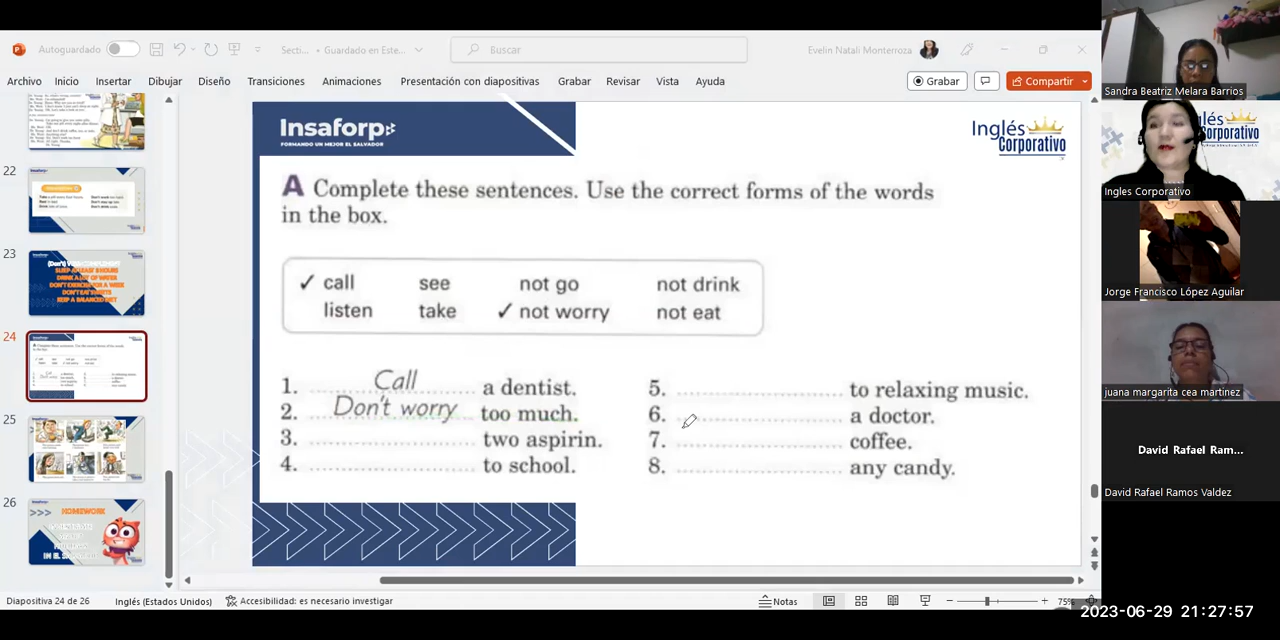 Autoguardado
Secti... • Guardado en Este...
Buscar
Evelin Natali Monterroza
Archivo Inicio Insertar Dibujar Diseño Transiciones Animaciones Presentación con diapositivas Grabar Revisar Vista Ayuda
Grabar
Compartir
22
23
24
25
26
HOMEWORK
Insaforp
FORMANDO UN MEJOR EL SALVADOR
Inglés
Corporativo
A Complete these sentences. Use the correct forms of the words
in the box.
✓ call see not go not drink
listen take ✓ not worry not eat
1. Call a dentist.
2. Don't worry too much.
3. two aspirin.
4. to school.
5. to relaxing music.
6. a doctor.
7. coffee.
8. any candy.
Diapositiva 24 de 26
Inglés (Estados Unidos)
Accesibilidad: es necesario investigar
Notas
75%
Sandra Beatriz Melara Barrios
Ingles Corporativo
Jorge Francisco López Aguilar
juana margarita cea martinez
David Rafael Ram...
David Rafael Ramos Valdez
2023-06-29 21:27:57